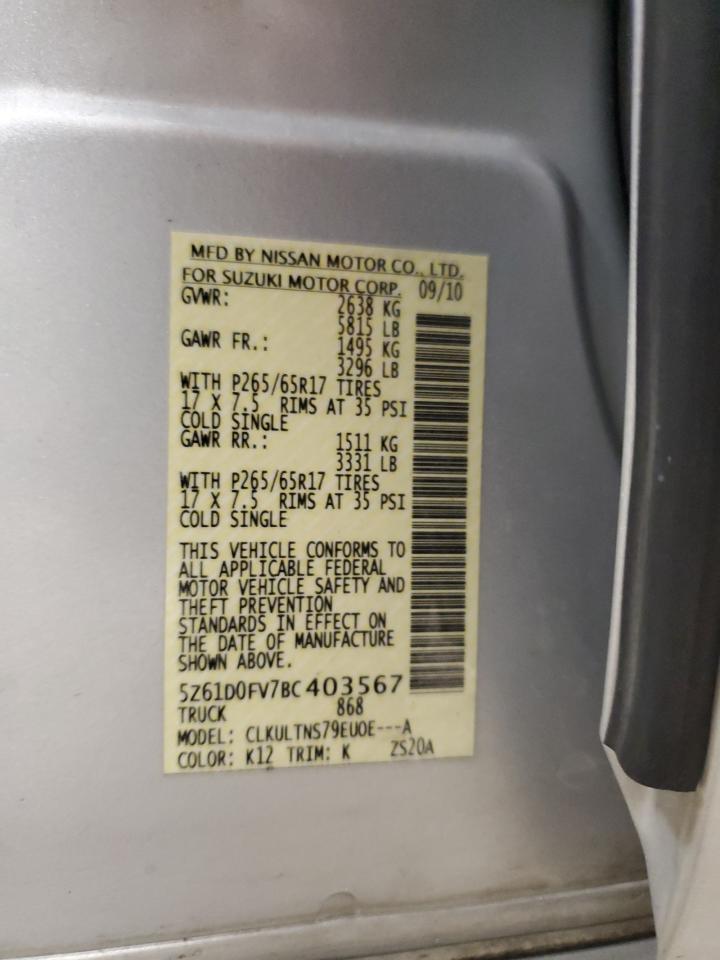 MFD BY NISSAN MOTOR CO., LTD.
FOR SUZUKI MOTOR CORP. 09/10
GVWR: 2638 KG
5815 LB
GAWR FR.: 1495 KG
3296 LB
WITH P265/65R17 TIRES
17 X 7.5 RIMS AT 35 PSI
COLD SINGLE
GAWR RR.: 1511 KG
3331 LB
WITH P265/65R17 TIRES
17 X 7.5 RIMS AT 35 PSI
COLD SINGLE
THIS VEHICLE CONFORMS TO
ALL APPLICABLE FEDERAL
MOTOR VEHICLE SAFETY AND
THEFT PREVENTION
STANDARDS IN EFFECT ON
THE DATE OF MANUFACTURE
SHOWN ABOVE.
5Z61D0FV7BC403567
TRUCK 868
MODEL: CLKULTNS79EUOE---A
COLOR: K12 TRIM: K ZS20A